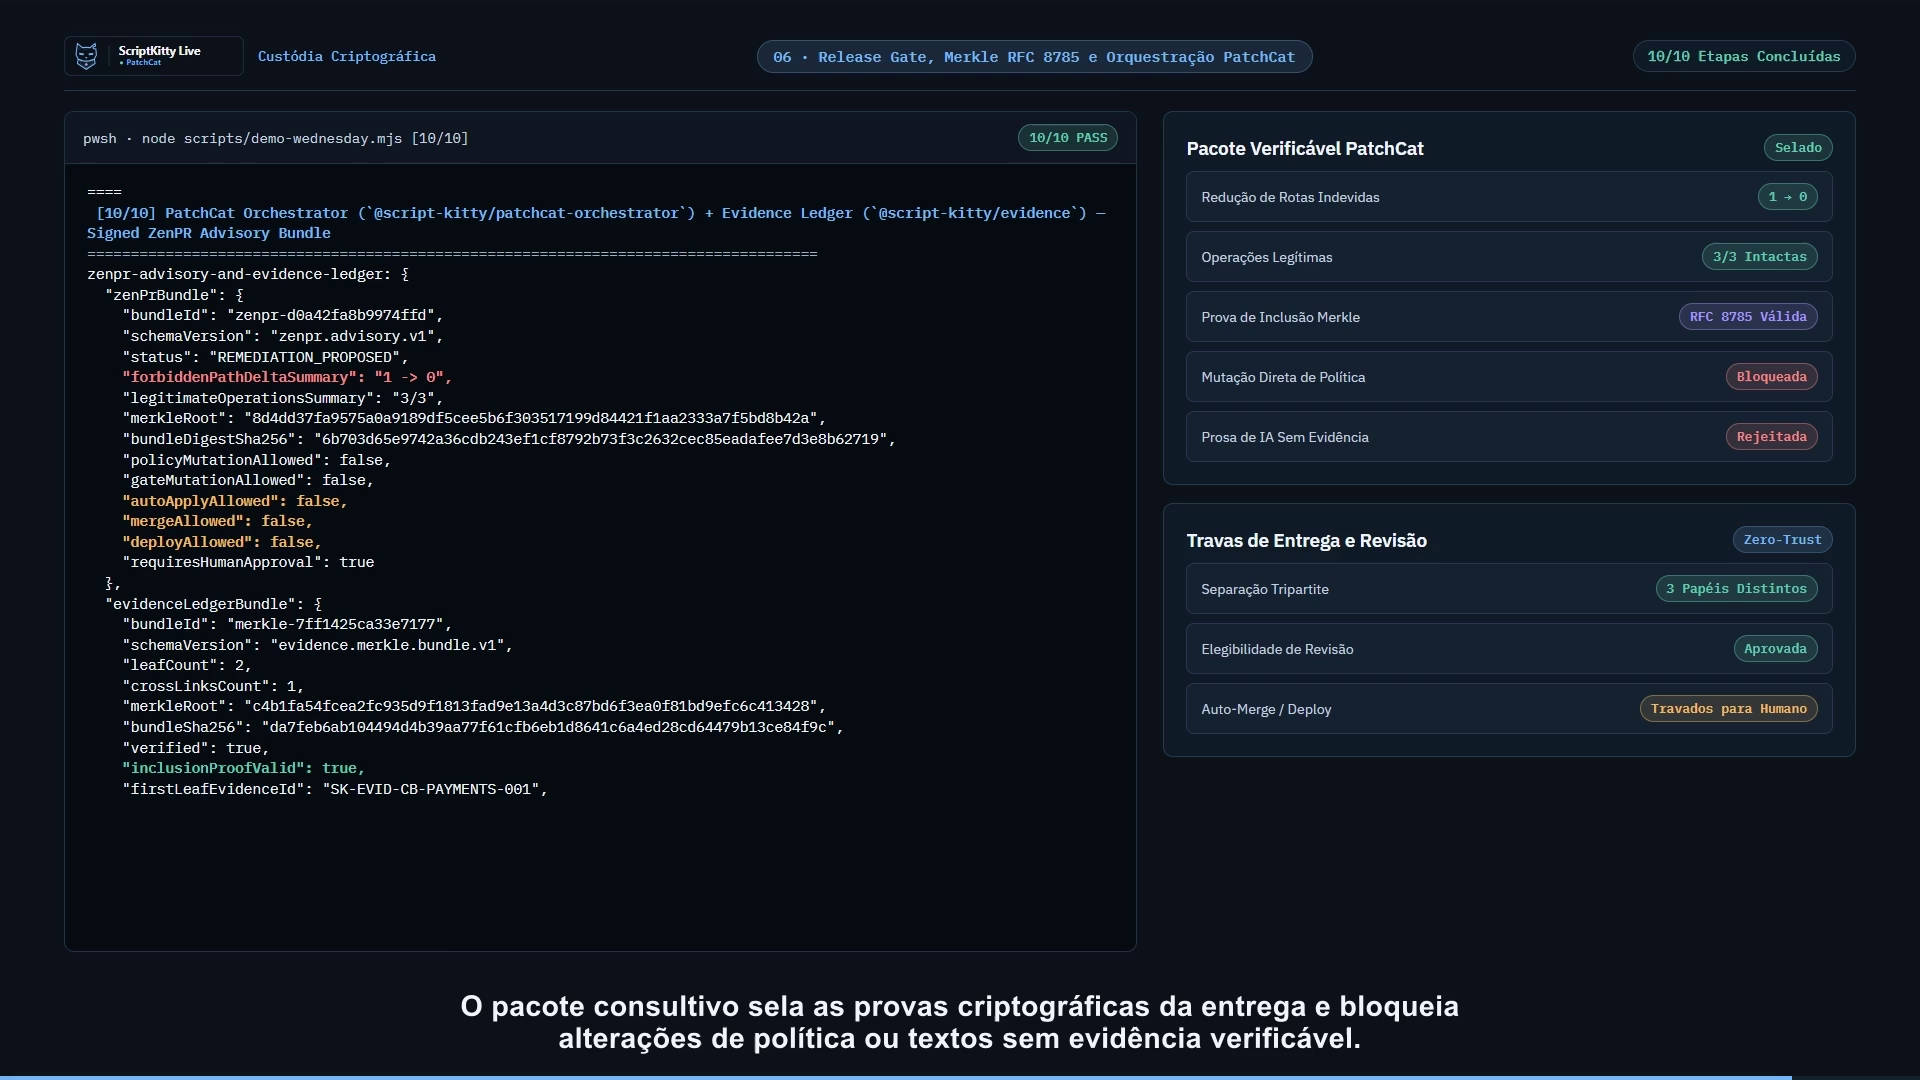 ScriptKitty Live
• PatchCat
Custódia Criptográfica
06 · Release Gate, Merkle RFC 8785 e Orquestração PatchCat
10/10 Etapas Concluídas
pwsh · node scripts/demo-wednesday.mjs [10/10]
10/10 PASS
====
[10/10] PatchCat Orchestrator (`@script-kitty/patchcat-orchestrator`) + Evidence Ledger (`@script-kitty/evidence`) —
Signed ZenPR Advisory Bundle
====================================================================================
zenpr-advisory-and-evidence-ledger: {
"zenPrBundle": {
"bundleId": "zenpr-d0a42fa8b9974ffd",
"schemaVersion": "zenpr.advisory.v1",
"status": "REMEDIATION_PROPOSED",
"forbiddenPathDeltaSummary": "1 -> 0",
"legitimateOperationsSummary": "3/3",
"merkleRoot": "8d4dd37fa9575a0a9189df5cee5b6f303517199d84421f1aa2333a7f5bd8b42a",
"bundleDigestSha256": "6b703d65e9742a36cdb243ef1cf8792b73f3c2632cec85eadafee7d3e8b62719",
"policyMutationAllowed": false,
"gateMutationAllowed": false,
"autoApplyAllowed": false,
"mergeAllowed": false,
"deployAllowed": false,
"requiresHumanApproval": true
},
"evidenceLedgerBundle": {
"bundleId": "merkle-7ff1425ca33e7177",
"schemaVersion": "evidence.merkle.bundle.v1",
"leafCount": 2,
"crossLinksCount": 1,
"merkleRoot": "c4b1fa54fcea2fc935d9f1813fad9e13a4d3c87bd6f3ea0f81bd9efc6c413428",
"bundleSha256": "da7feb6ab104494d4b39aa77f61cfb6eb1d8641c6a4ed28cd64479b13ce84f9c",
"verified": true,
"inclusionProofValid": true,
"firstLeafEvidenceId": "SK-EVID-CB-PAYMENTS-001",
Pacote Verificável PatchCat
Selado
Redução de Rotas Indevidas
1 → 0
Operações Legítimas
3/3 Intactas
Prova de Inclusão Merkle
RFC 8785 Válida
Mutação Direta de Política
Bloqueada
Prosa de IA Sem Evidência
Rejeitada
Travas de Entrega e Revisão
Zero-Trust
Separação Tripartite
3 Papéis Distintos
Elegibilidade de Revisão
Aprovada
Auto-Merge / Deploy
Travados para Humano
O pacote consultivo sela as provas criptográficas da entrega e bloqueia
alterações de política ou textos sem evidência verificável.